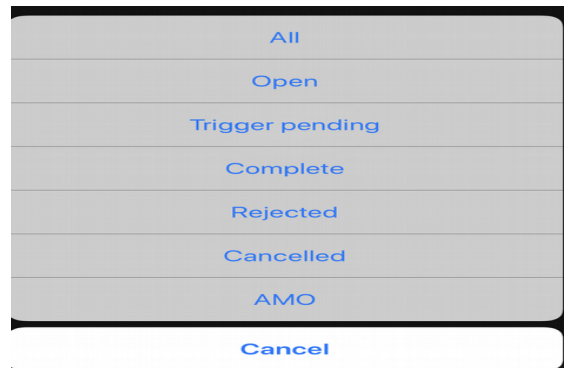 All
Open
Trigger pending
Complete
Rejected
Cancelled
AMO
Cancel